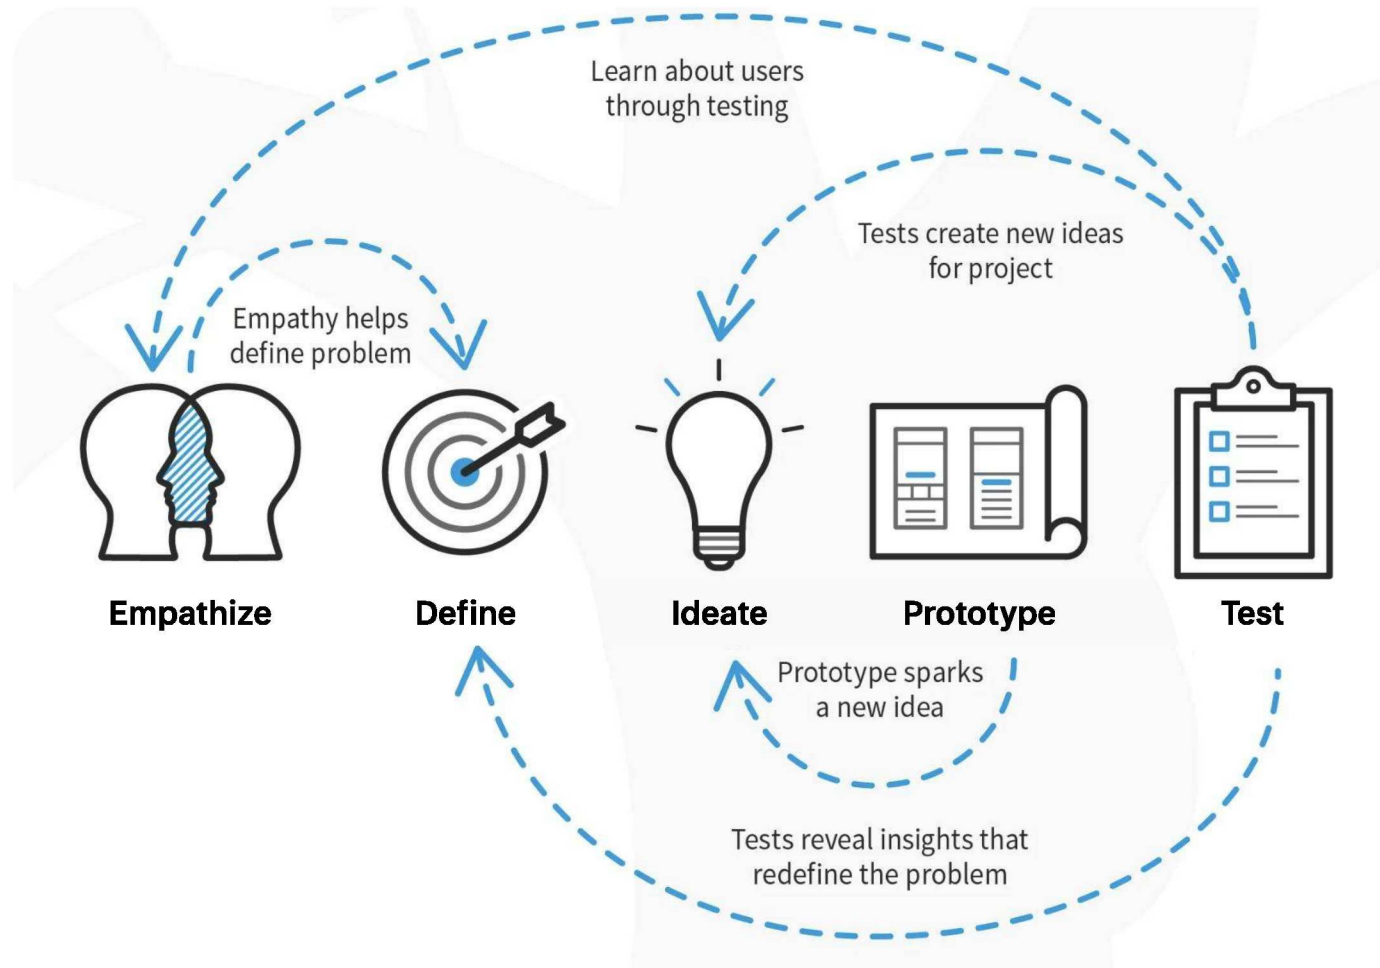 Learn about users
through testing
Tests create new ideas
for project
Empathy helps
define problem
Empathize
Define
Ideate
Prototype
Test
Prototype sparks
a new idea
Tests reveal insights that
redefine the problem